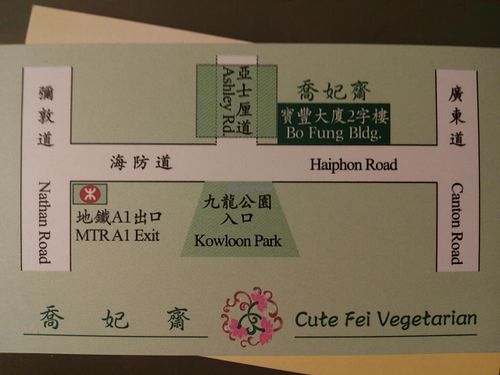 彌敦道
Nathan Road
亞士厘道
Ashley Rd.
喬妃齋
寶豐大廈2字樓
Bo Fung Bldg.
廣東道
Canton Road
海防道
Haiphon Road
地鐵A1出口
MTR A1 Exit
九龍公園
入口
Kowloon Park
喬妃齋
Cute Fei Vegetarian